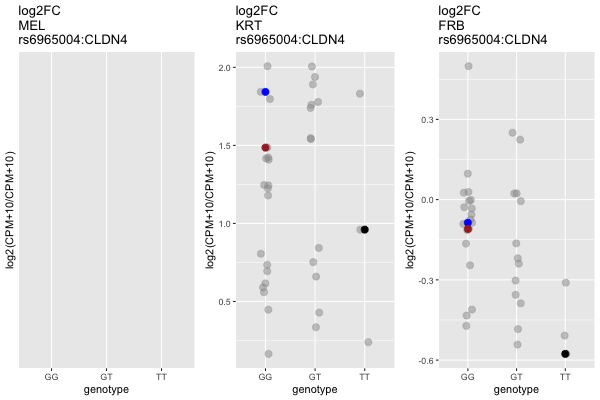 log2FC
MEL
rs6965004:CLDN4
log2(CPM+10/CPM+10)
GG GT TT
genotype
log2FC
KRT
rs6965004:CLDN4
log2(CPM+10/CPM+10)
2.0
1.5
1.0
0.5
GG GT TT
genotype
log2FC
FRB
rs6965004:CLDN4
log2(CPM+10/CPM+10)
0.3
0.0
-0.3
-0.6
GG GT TT
genotype